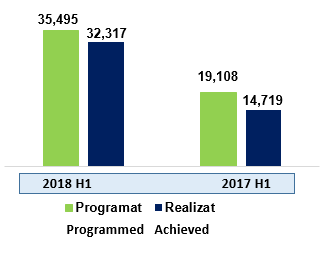 35,495
32,317
19,108
14,719
2018 H1 2017 H1
Programat Realizat
Programmed Achieved